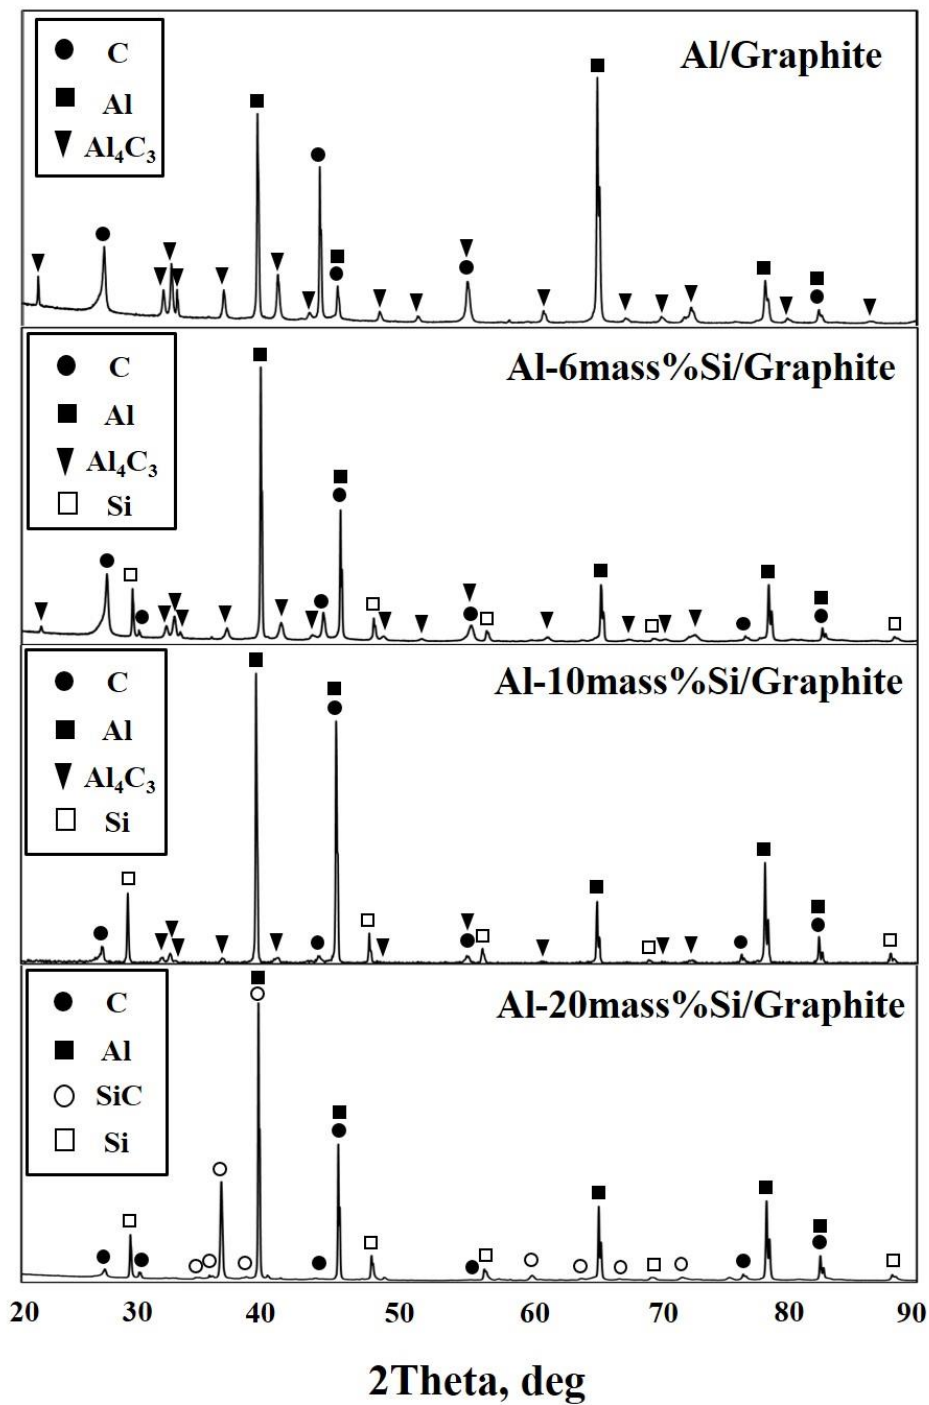 Al/Graphite
● C
■ Al
▼ Al₄C₃
Al-6mass%Si/Graphite
● C
■ Al
▼ Al₄C₃
□ Si
Al-10mass%Si/Graphite
● C
■ Al
▼ Al₄C₃
□ Si
Al-20mass%Si/Graphite
● C
■ Al
○ SiC
□ Si
20 30 40 50 60 70 80 90
2Theta, deg